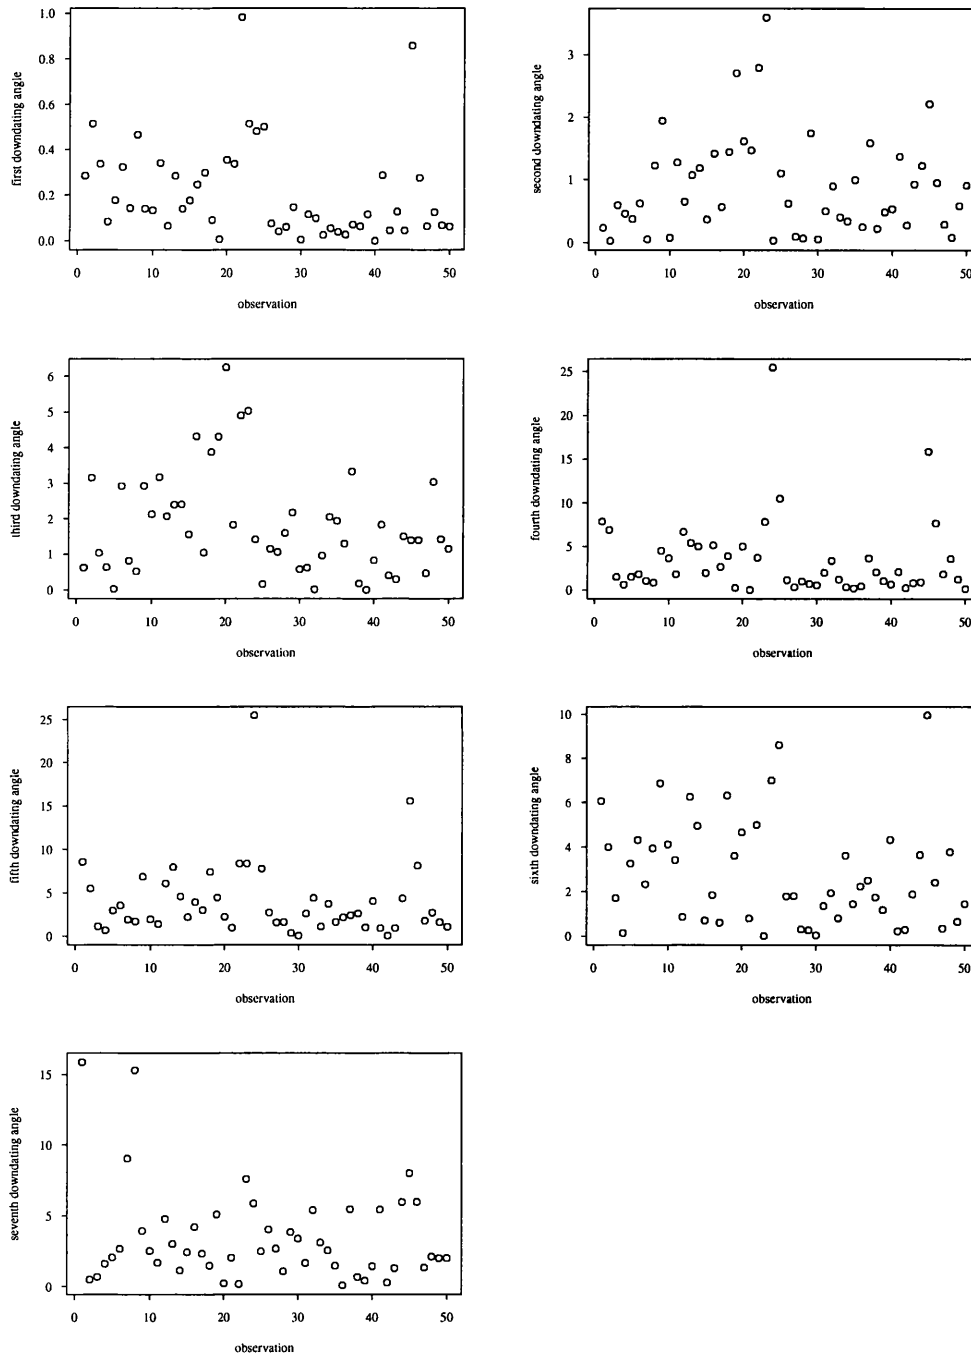 first downdating angle
1.0
0.8
0.6
0.4
0.2
0.0
0 10 20 30 40 50
observation
second downdating angle
3
2
1
0
0 10 20 30 40 50
observation
third downdating angle
6
5
4
3
2
1
0
0 10 20 30 40 50
observation
fourth downdating angle
25
20
15
10
5
0
0 10 20 30 40 50
observation
fifth downdating angle
25
20
15
10
5
0
0 10 20 30 40 50
observation
sixth downdating angle
10
8
6
4
2
0
0 10 20 30 40 50
observation
seventh downdating angle
15
10
5
0
0 10 20 30 40 50
observation